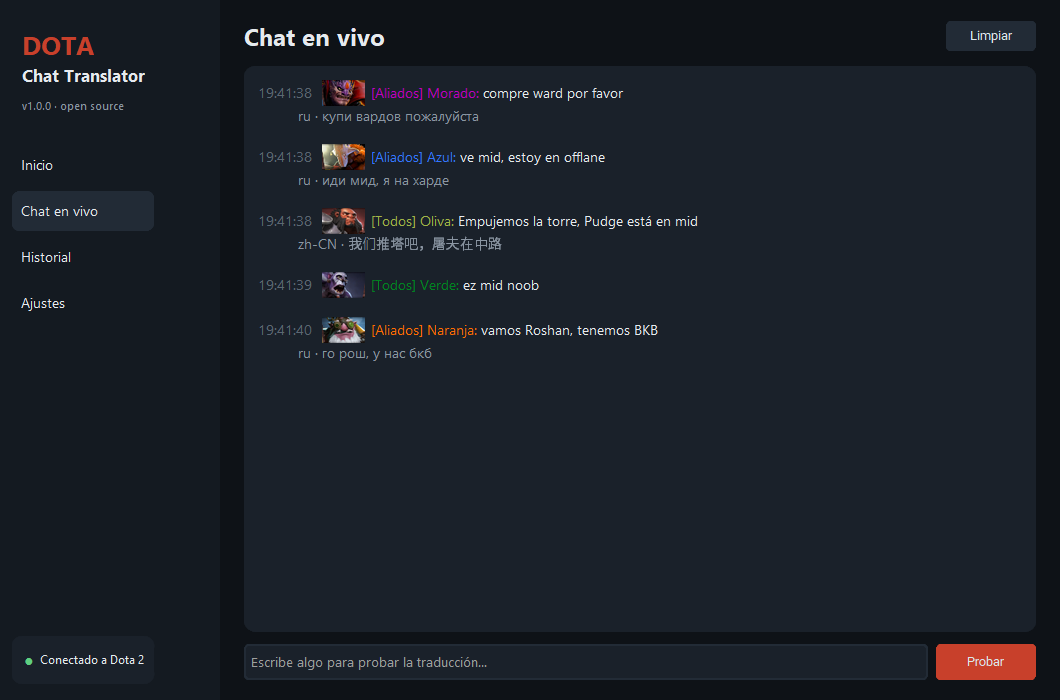 DOTA
Chat Translator
v1.0.0 · open source
Inicio
Chat en vivo
Historial
Ajustes
Conectado a Dota 2
Chat en vivo
Limpiar
19:41:38 [Aliados] Morado: compre ward por favor
ru · купи вардов пожалуйста
19:41:38 [Aliados] Azul: ve mid, estoy en offlane
ru · иди мид, я на харде
19:41:38 [Todos] Oliva: Empujemos la torre, Pudge está en mid
zh-CN · 我们推塔吧，屠夫在中路
19:41:39 [Todos] Verde: ez mid noob
19:41:40 [Aliados] Naranja: vamos Roshan, tenemos BKB
ru · го рош, у нас бкб
Escribe algo para probar la traducción...
Probar